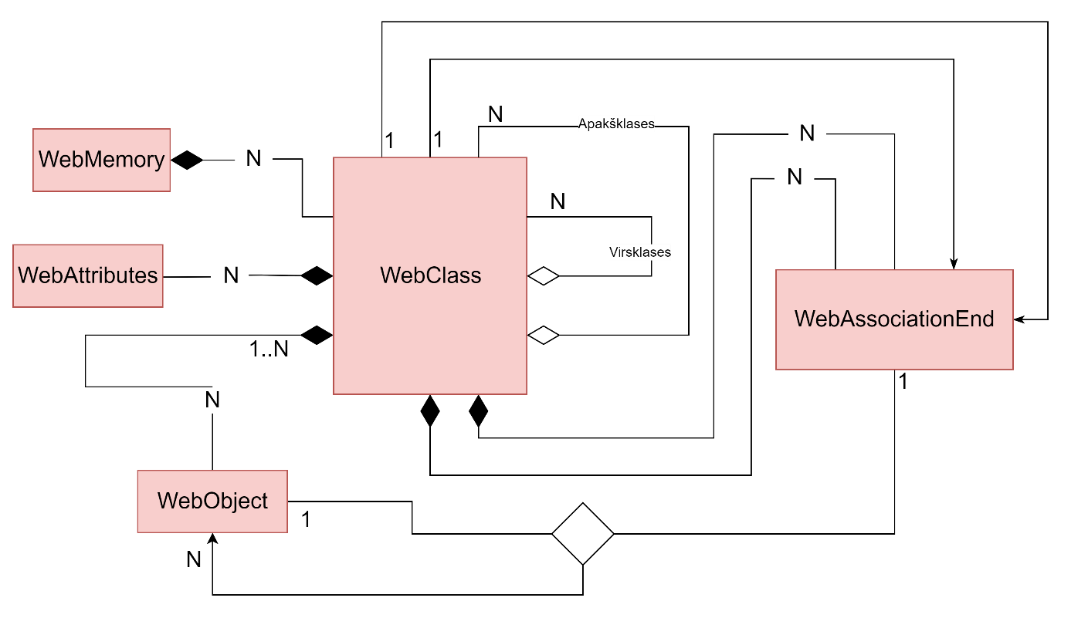 1
1
N
Apakšklases
N
N
WebMemory
N
N
Virsklases
WebAttributes
N
WebClass
WebAssociationEnd
1..N
1
N
WebObject
1
N